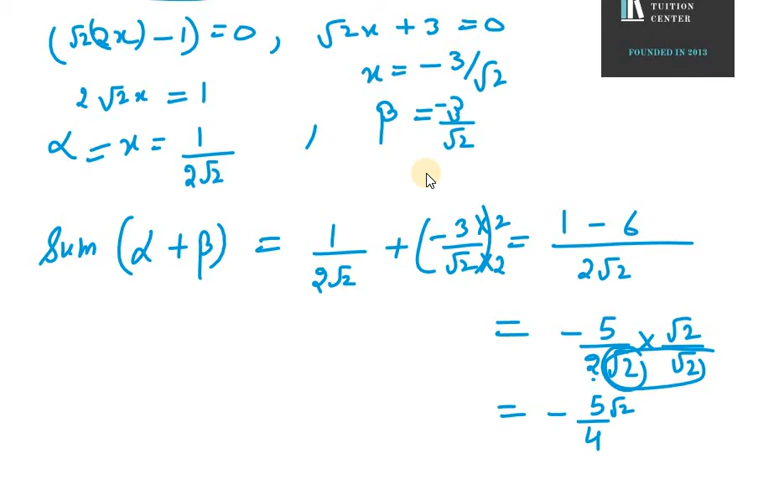 TUITION
CENTER
FOUNDED IN 2013
(√2(2x) - 1) = 0 , √2x + 3 = 0
x = - 3/√2
2√2x = 1
β = -3/√2
α = x = 1/2√2 ,
Sum (α + β) = 1/2√2 + (-3/√2 × 2/× 2) = 1 - 6/2√2
= - 5/2√2 × √2/√2
= - 5√2/4